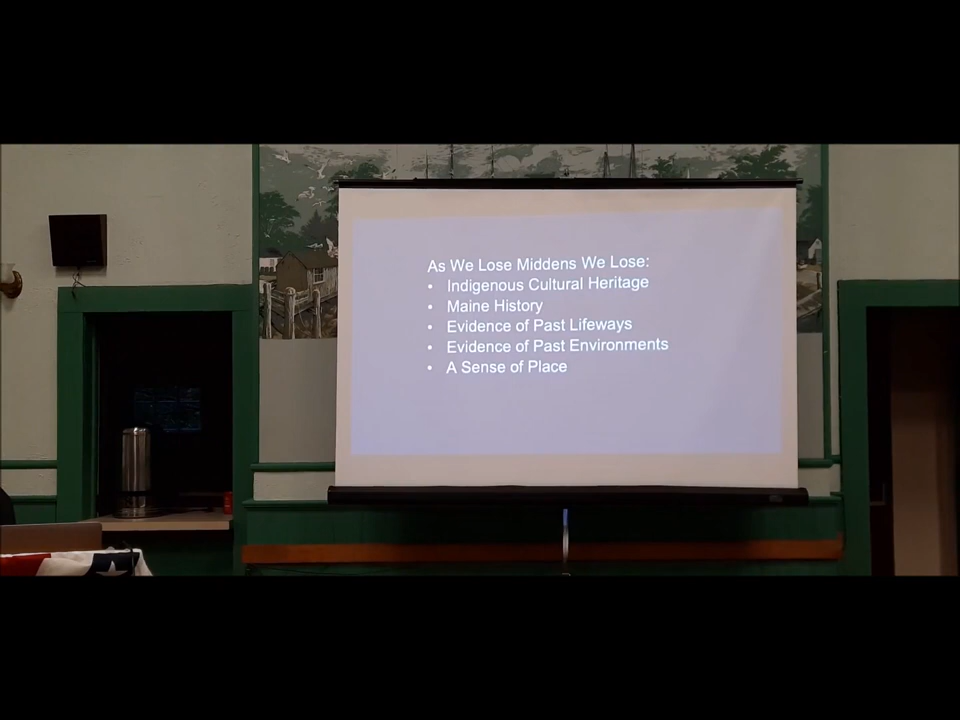 As We Lose Middens We Lose:
• Indigenous Cultural Heritage
• Maine History
• Evidence of Past Lifeways
• Evidence of Past Environments
• A Sense of Place